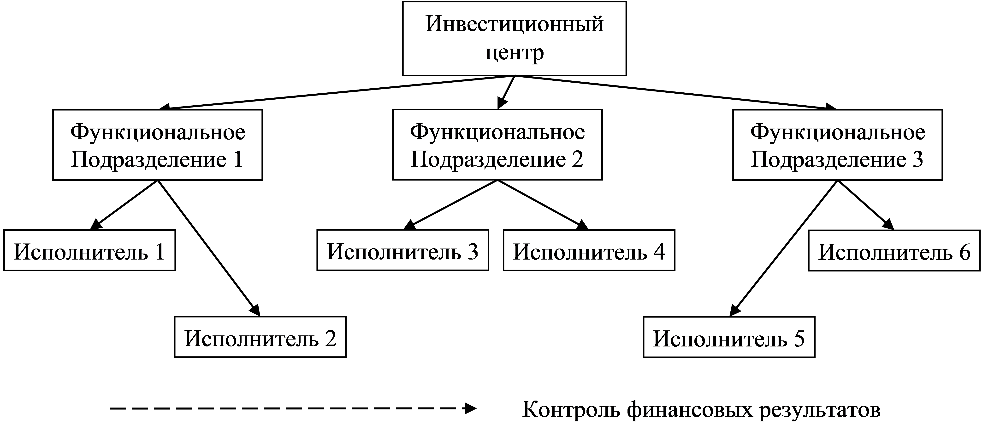 Инвестиционный
центр
Функциональное
Подразделение 1
Функциональное
Подразделение 2
Функциональное
Подразделение 3
Исполнитель 1
Исполнитель 3
Исполнитель 4
Исполнитель 6
Исполнитель 2
Исполнитель 5
Контроль финансовых результатов